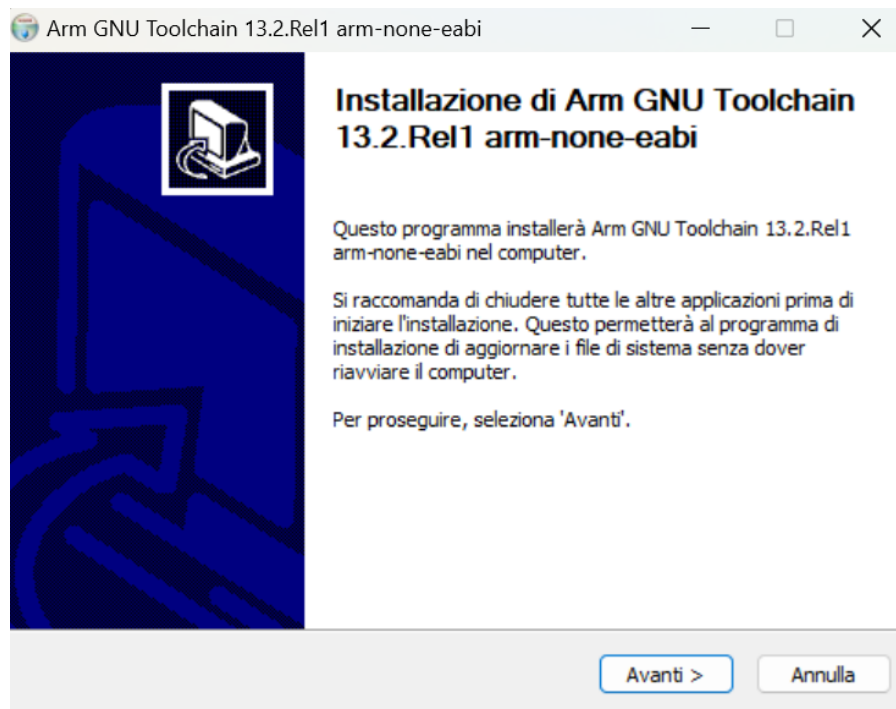 Arm GNU Toolchain 13.2.Rel1 arm-none-eabi
Installazione di Arm GNU Toolchain
13.2.Rel1 arm-none-eabi
Questo programma installerà Arm GNU Toolchain 13.2.Rel1
arm-none-eabi nel computer.
Si raccomanda di chiudere tutte le altre applicazioni prima di
iniziare l'installazione. Questo permetterà al programma di
installazione di aggiornare i file di sistema senza dover
riavviare il computer.
Per proseguire, seleziona 'Avanti'.
Avanti >
Annulla